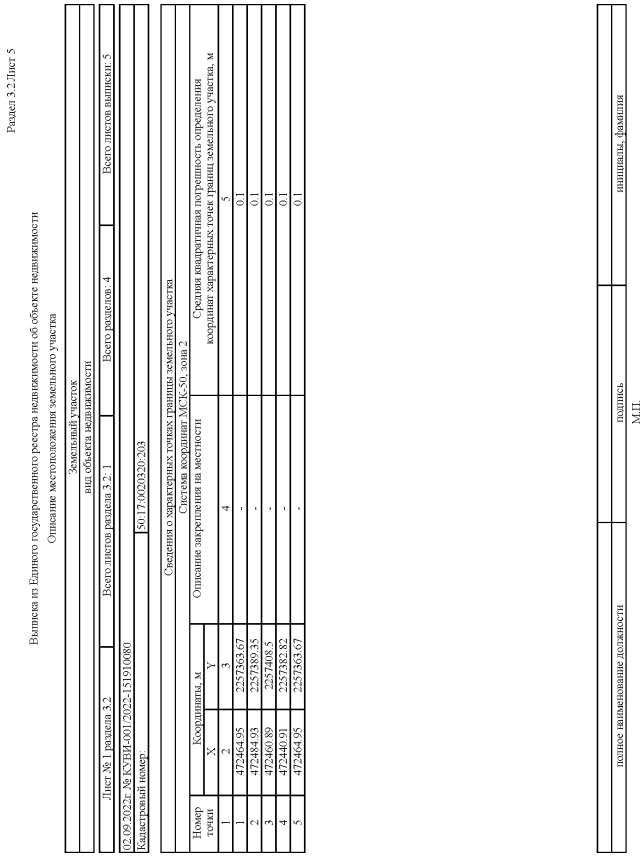 Раздел 3.2 Лист 5
Выписка из Единого государственного реестра недвижимости об объекте недвижимости
Описание местоположения земельного участка
Земельный участок
вид объекта недвижимости
Лист № 1 раздела 3.2 Всего листов раздела 3.2: 1 Всего разделов: 4 Всего листов выписки: 5
02.09.2022г. № КУВИ-001/2022-151910080
Кадастровый номер: 50:17:0020320:203
Сведения о характерных точках границы земельного участка
Система координат МСК-50, зона 2
Номер точки Координаты, м Описание закрепления на местности Средняя квадратичная погрешность определения
X Y координат характерных точек границ земельного участка, м
1 2 3 4 5
1 472464.95 2257363.67 - 0.1
2 472484.93 2257389.35 - 0.1
3 472460.89 2257408.5 - 0.1
4 472440.91 2257382.82 - 0.1
5 472464.95 2257363.67 - 0.1
полное наименование должности подпись инициалы, фамилия
М.П.